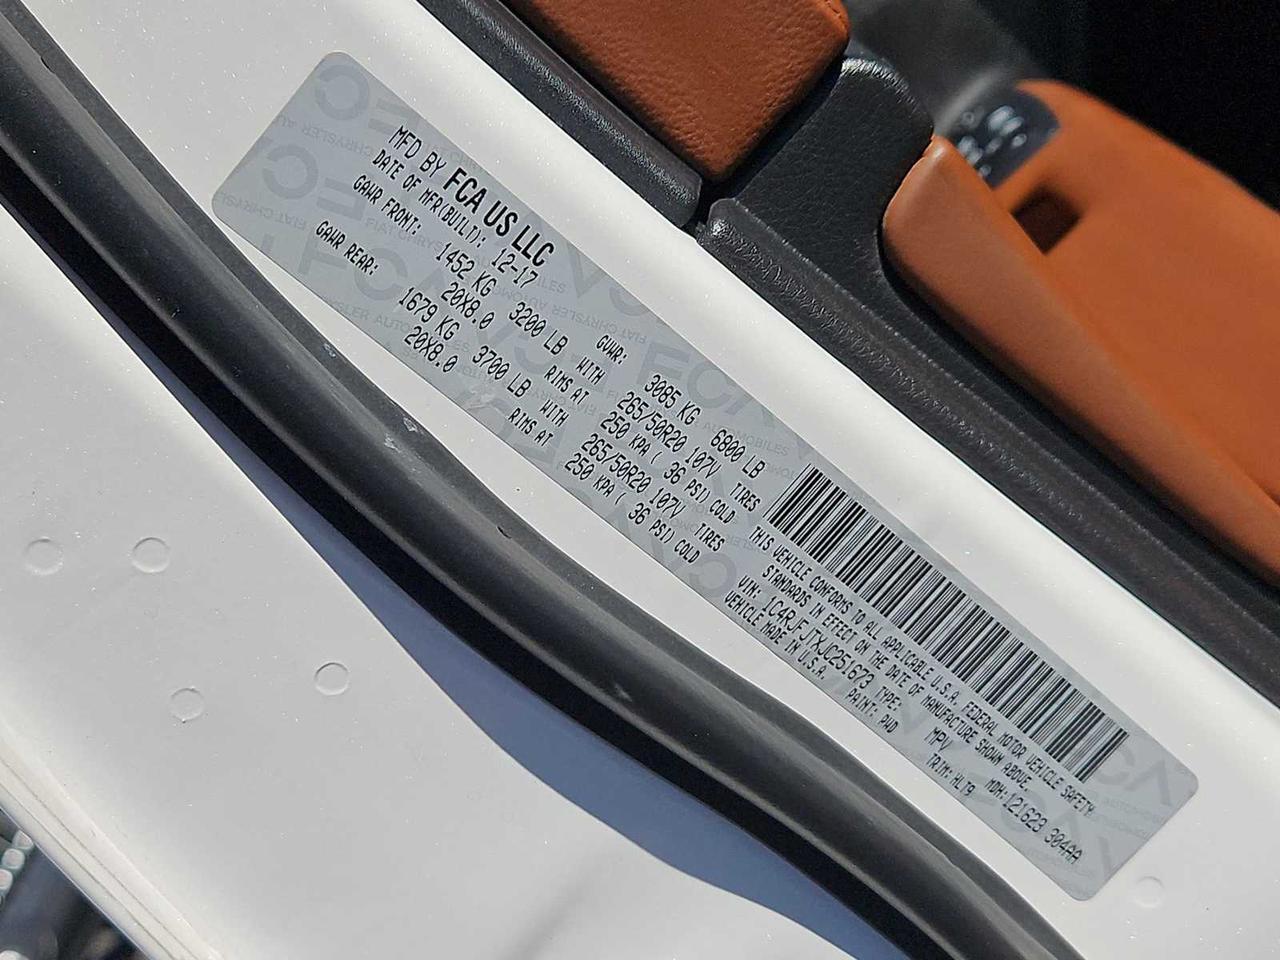 MFD BY FCA US LLC
DATE OF MFR(BUILT): 12-17
GVWR: 3085 KG 6800 LB
GAWR FRONT: 1452 KG 3200 LB WITH 265/50R20 107V TIRES
20X8.0 RIMS AT 250 KPA ( 36 PSI) COLD
GAWR REAR: 1679 KG 3700 LB WITH 265/50R20 107V TIRES
20X8.0 RIMS AT 250 KPA ( 36 PSI) COLD
THIS VEHICLE CONFORMS TO ALL APPLICABLE U.S.A. FEDERAL MOTOR VEHICLE SAFETY
STANDARDS IN EFFECT ON THE DATE OF MANUFACTURE SHOWN ABOVE.
VIN: 1C4RJFJTXJC251673 TYPE: MPV MDH:121623 304AA
VEHICLE MADE IN U.S.A. PAINT: PWD TRIM: HLT9